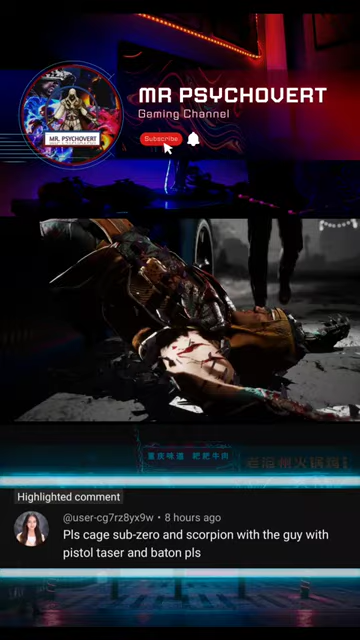 MR PSYCHOVERT
Gaming Channel
Subscribe
MR. PSYCHOVERT
Highlighted comment
@user-cg7rz8yx9w • 8 hours ago
Pls cage sub-zero and scorpion with the guy with
pistol taser and baton pls